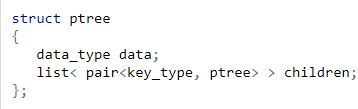 struct ptree
{
   data_type data;
   list< pair<key_type, ptree> > children;
};